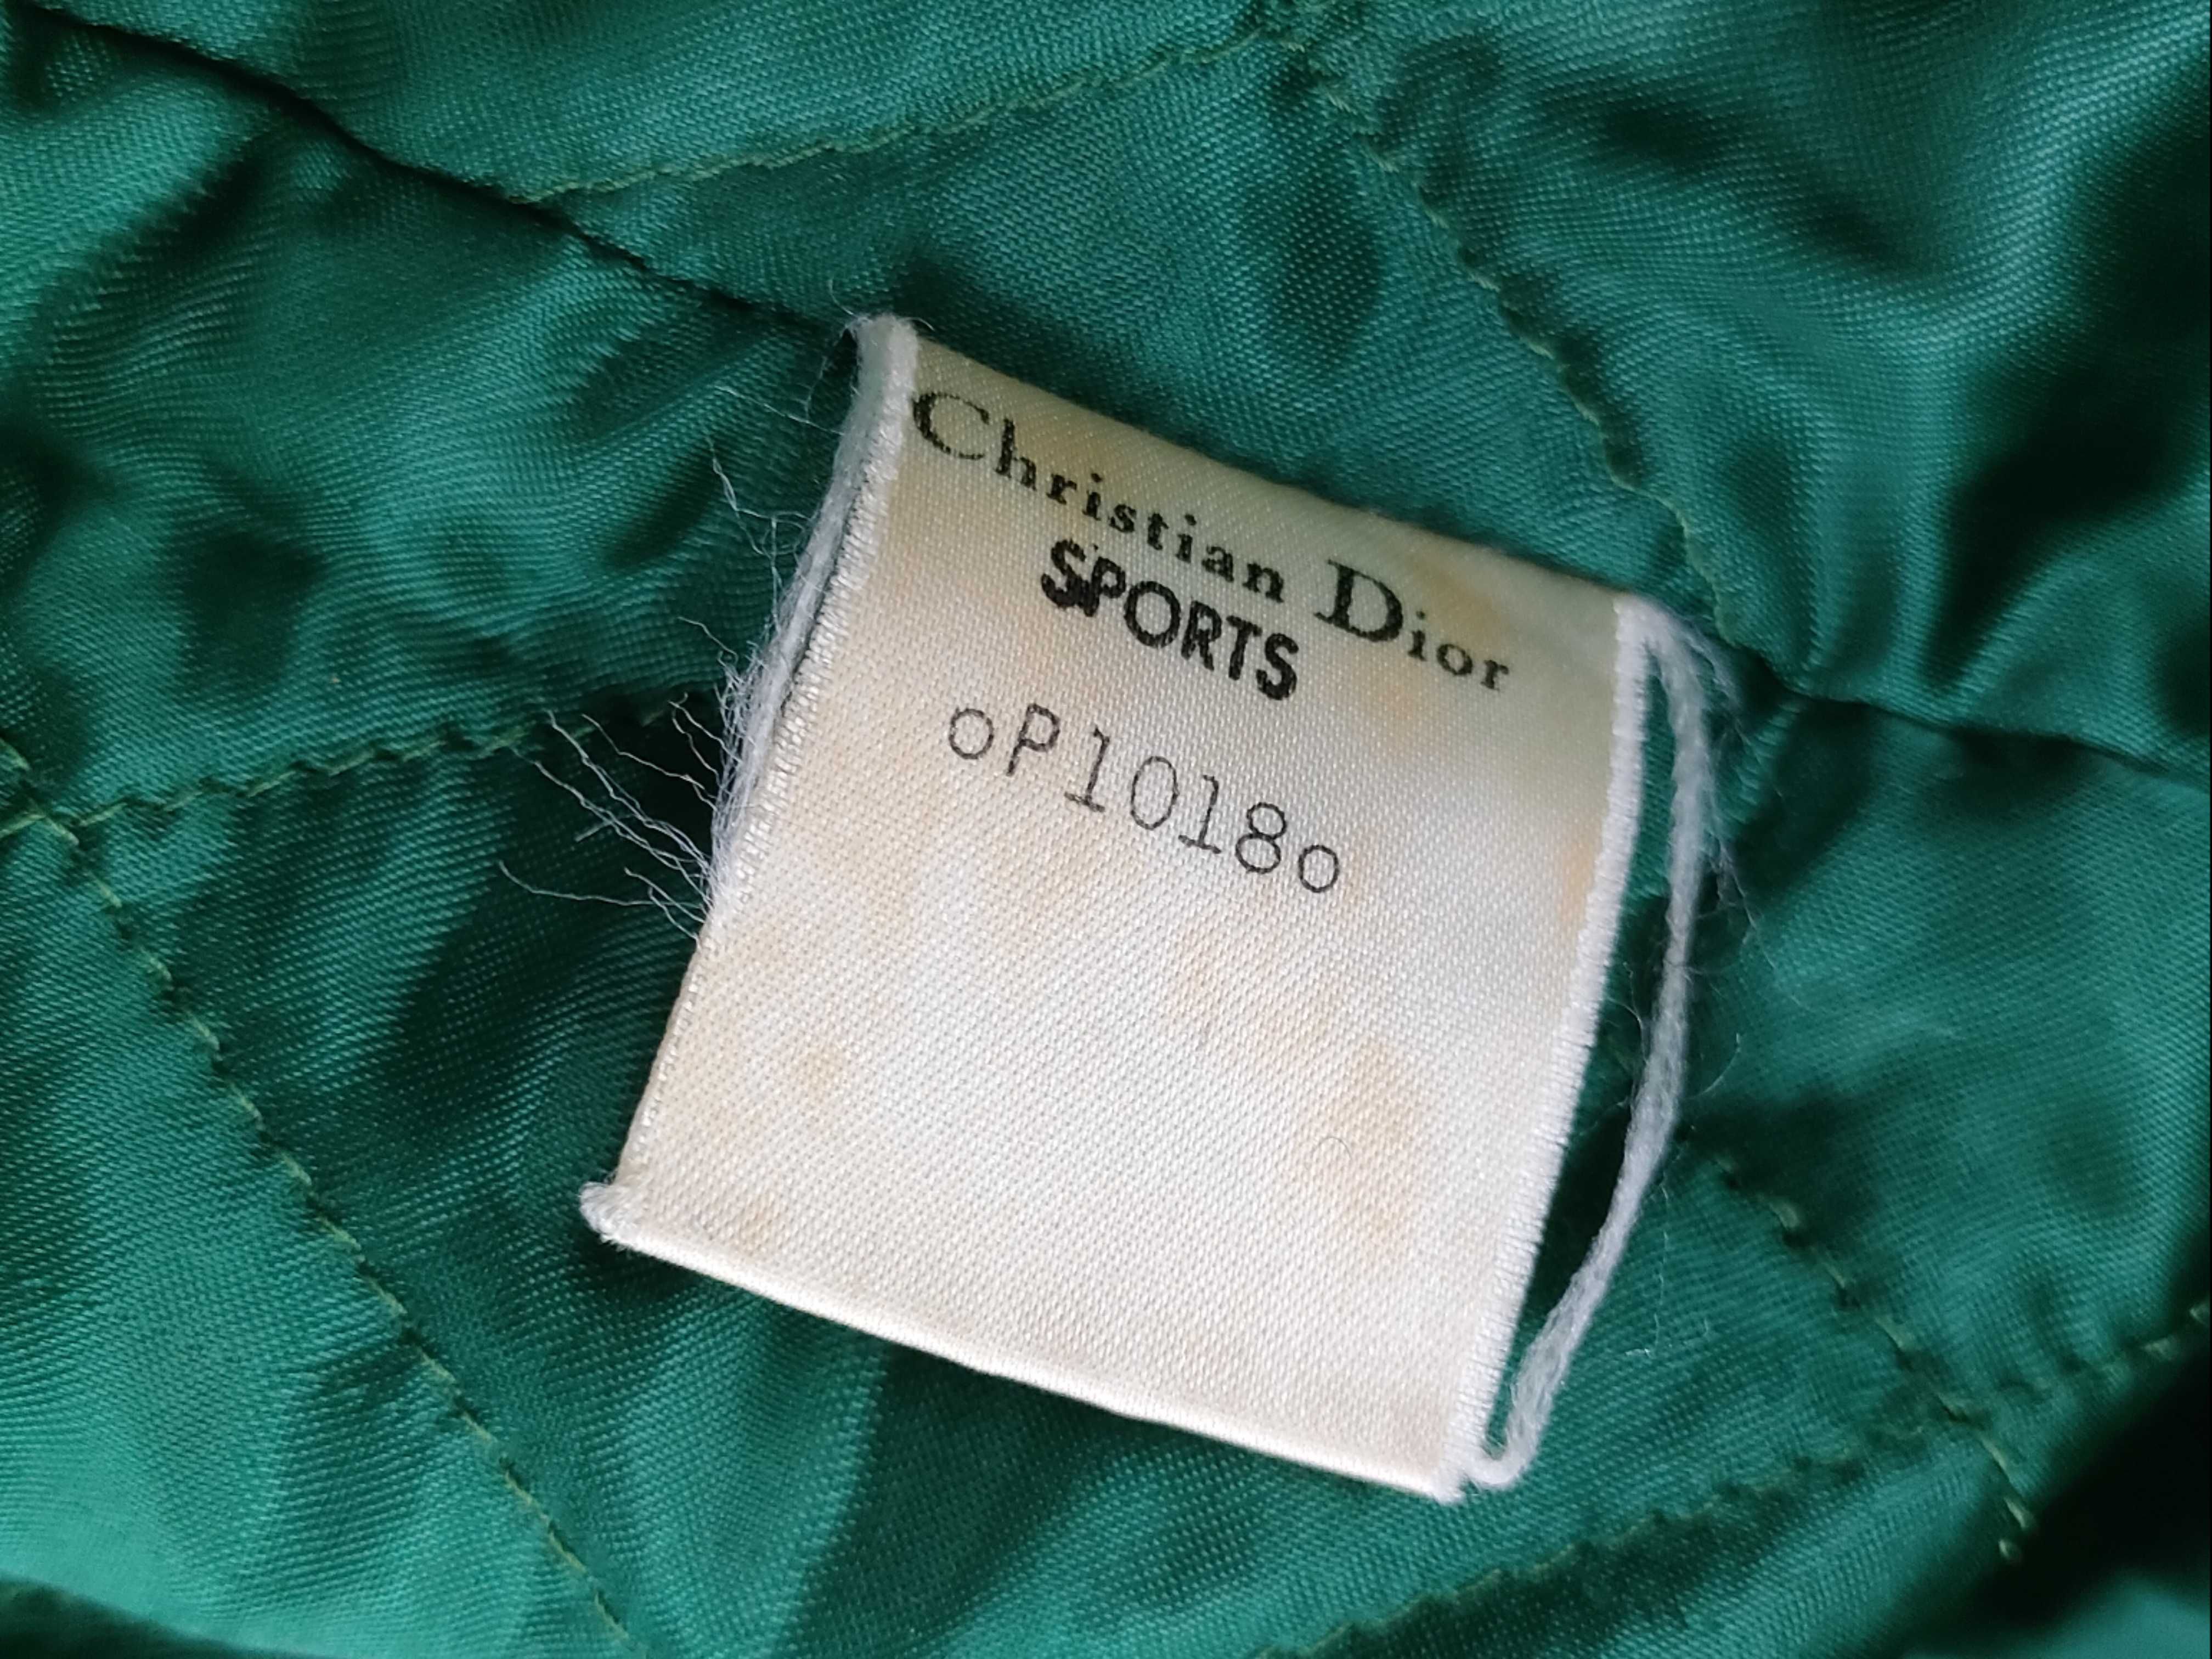 Christian Dior
SPORTS
oP1018o